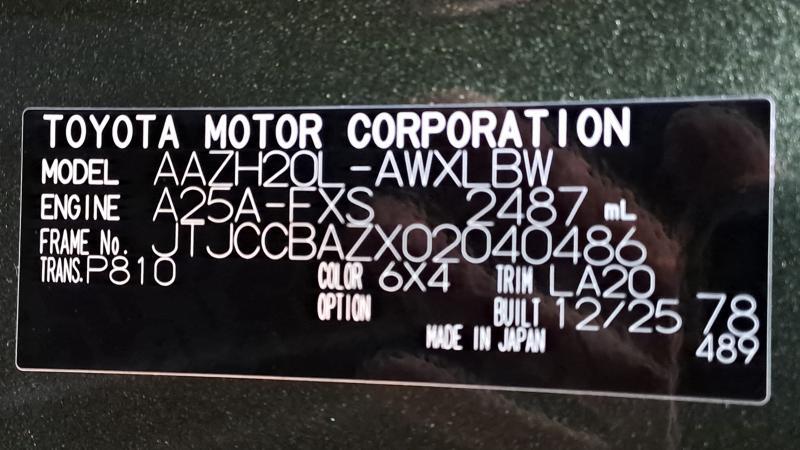 TOYOTA MOTOR CORPORATION
MODEL AAZH20L-AWXLBW
ENGINE A25A-FXS 2487 mL
FRAME No. JTJCCBAZX02040486
TRANS. P810 COLOR 6X4 TRIM LA20
OPTION BUILT 12/25 78
MADE IN JAPAN 489